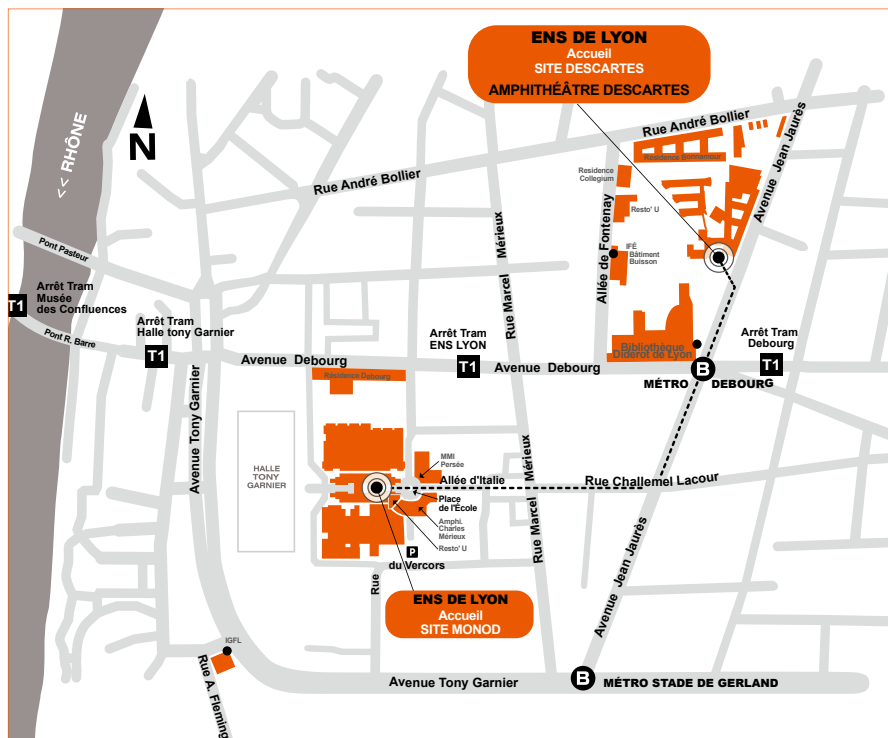 ENS DE LYON
Accueil
SITE DESCARTES
AMPHITHÉÂTRE DESCARTES
<< RHÔNE
N
Rue André Bollier
Rue André Bollier
Avenue Jean Jaurès
Résidence Bonnamour
Residence
Collegium
Resto' U
Allée de Fontenay
IFÉ
Bâtiment
Buisson
Rue Marcel Mérieux
Pont Pasteur
T1
Arrêt Tram
Musée
des Confluences
Pont R. Barre
Arrêt Tram
Halle tony Garnier
T1
Arrêt Tram
ENS LYON
T1
Bibliothèque
Diderot de Lyon
Arrêt Tram
Debourg
T1
Avenue Debourg
Avenue Debourg
B
MÉTRO DEBOURG
Résidence Debourg
Avenue Tony Garnier
HALLE
TONY
GARNIER
MMI
Persée
Allée d'Italie
Place
de l'École
Amphi.
Charles
Mérieux
Resto' U
Rue Challemel Lacour
Rue Marcel Mérieux
P
Rue du Vercors
ENS DE LYON
Accueil
SITE MONOD
Avenue Jean Jaurès
IGFL
Rue A. Fleming
Avenue Tony Garnier
B
MÉTRO STADE DE GERLAND